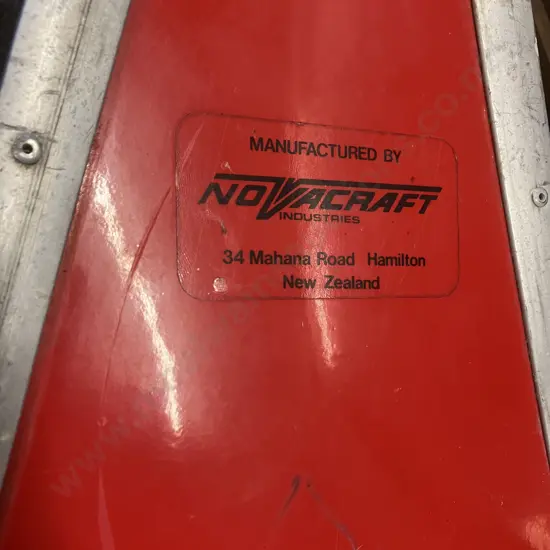 MANUFACTURED BY
NOVACRAFT
INDUSTRIES
34 Mahana Road Hamilton
New Zealand